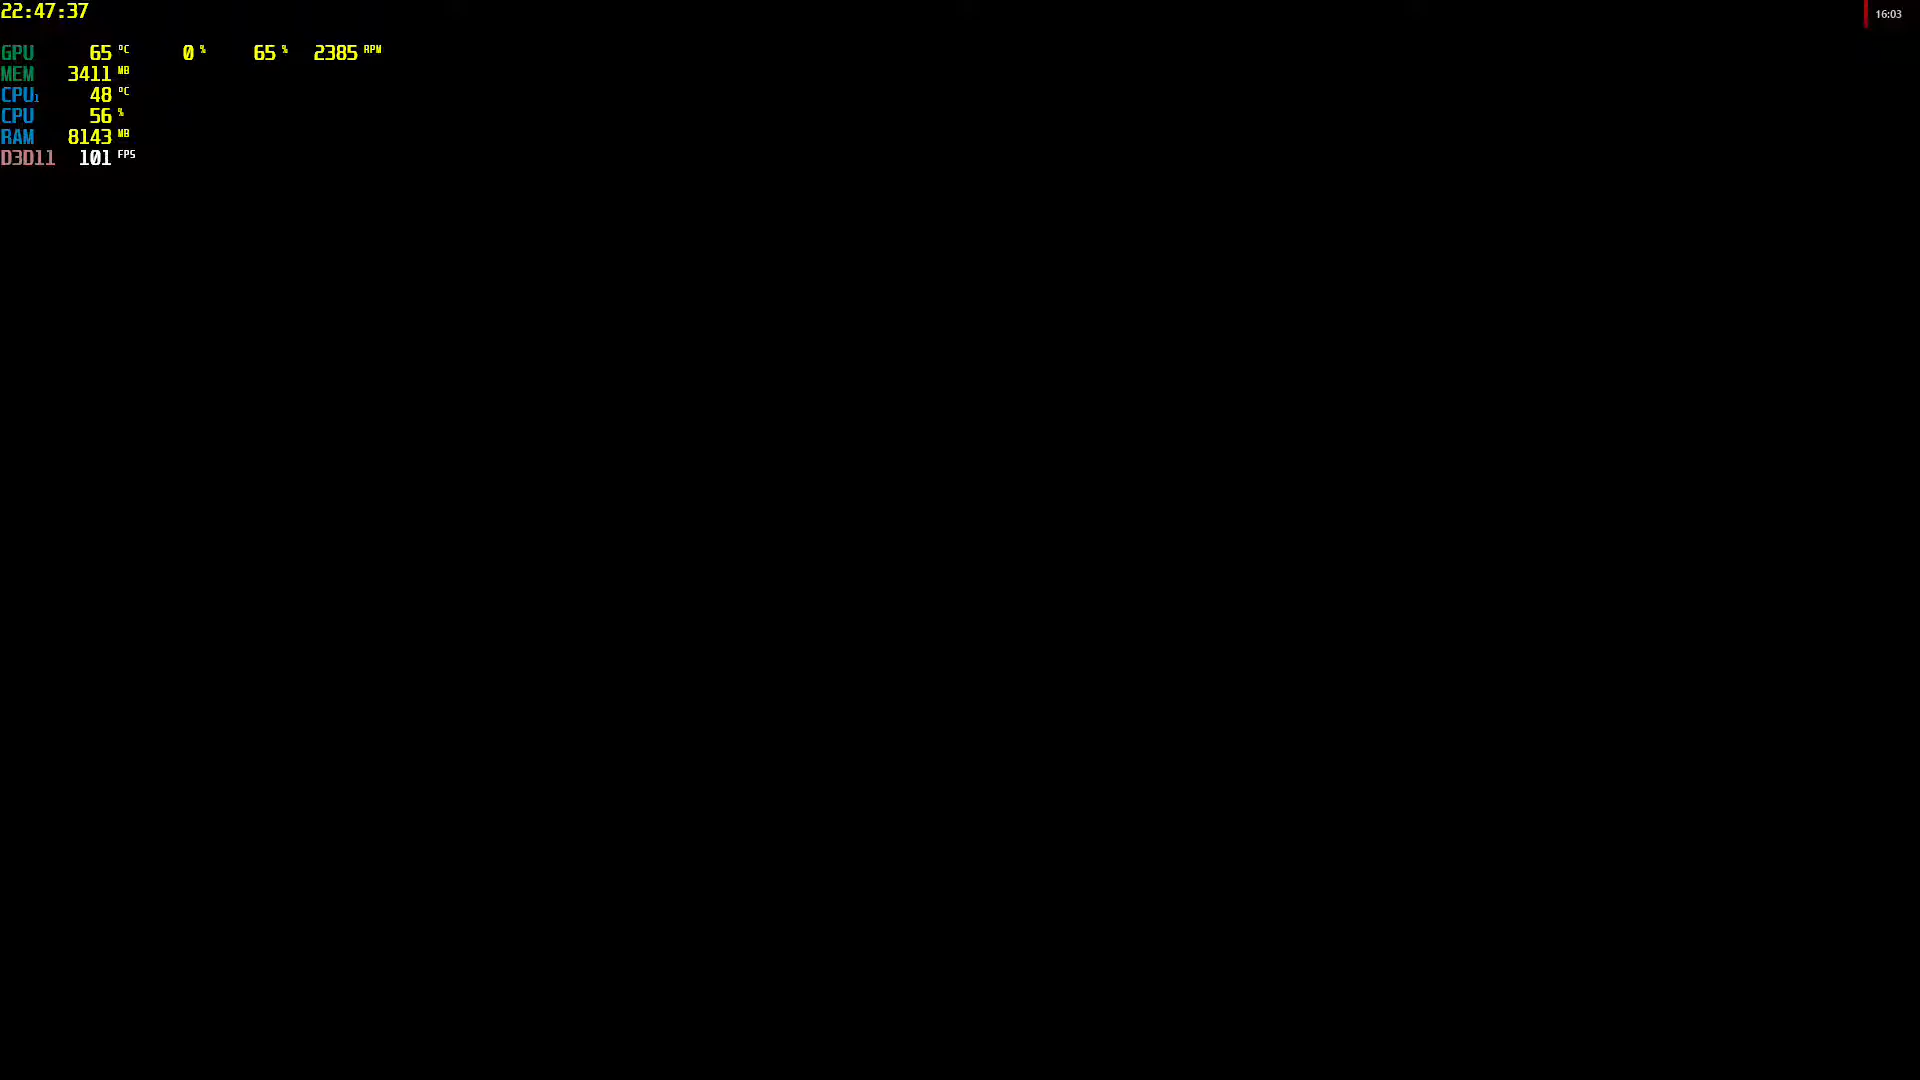 22:47:37
16:03
GPU 65 °C 0 % 65 % 2385 RPM
MEM 3411 MB
CPU1 48 °C
CPU 56 %
RAM 8143 MB
D3D11 101 FPS